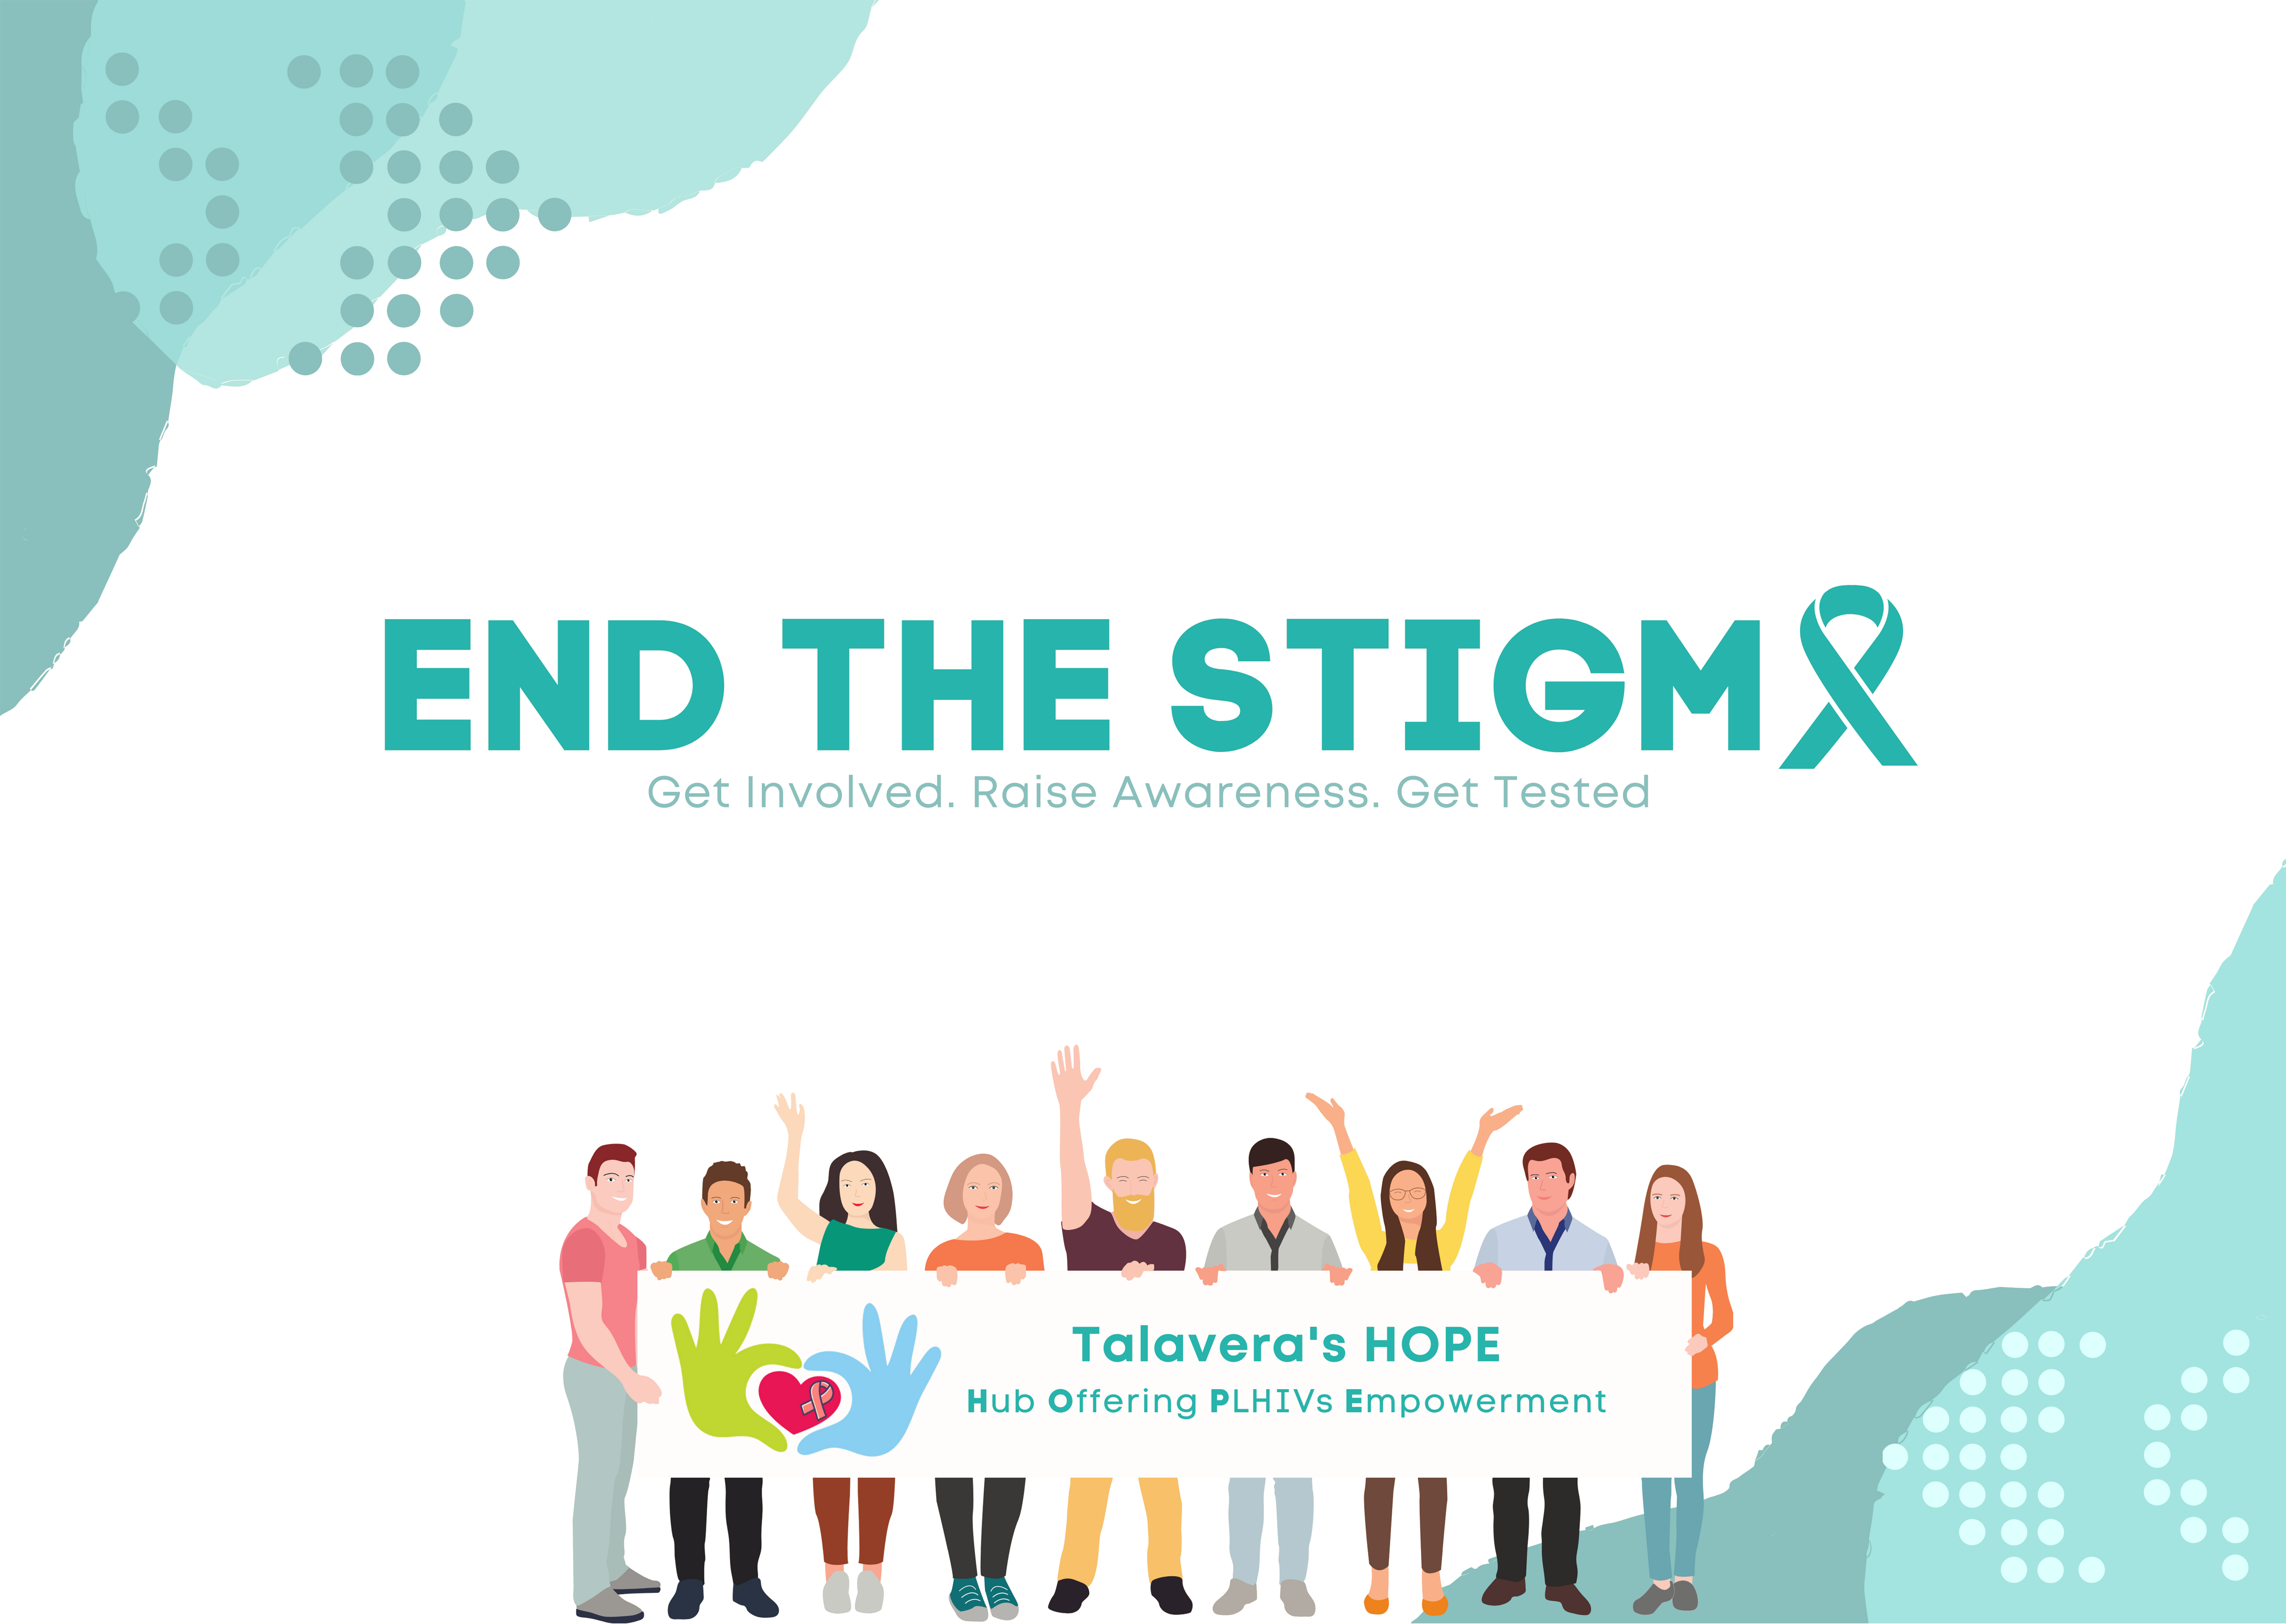 END THE STIGMA
Get Involved. Raise Awareness. Get Tested
Talavera's HOPE
Hub Offering PLHIVs Empowerment